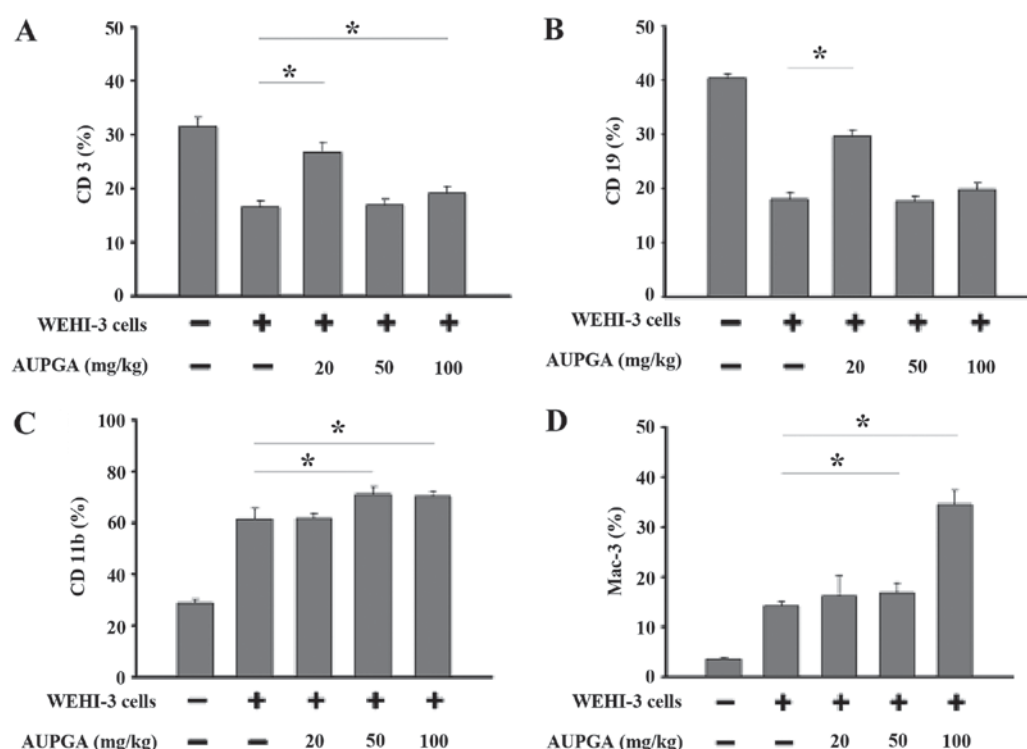 A
50
40
30
20
10
0
CD 3 (%)
*
*
WEHI-3 cells − + + + +
AUPGA (mg/kg) − − 20 50 100
B
50
40
30
20
10
0
CD 19 (%)
*
WEHI-3 cells − + + + +
AUPGA (mg/kg) − − 20 50 100
C
100
80
60
40
20
0
CD 11b (%)
*
*
WEHI-3 cells − + + + +
AUPGA (mg/kg) − − 20 50 100
D
50
40
30
20
10
0
Mac-3 (%)
*
*
WEHI-3 cells − + + + +
AUPGA (mg/kg) − − 20 50 100